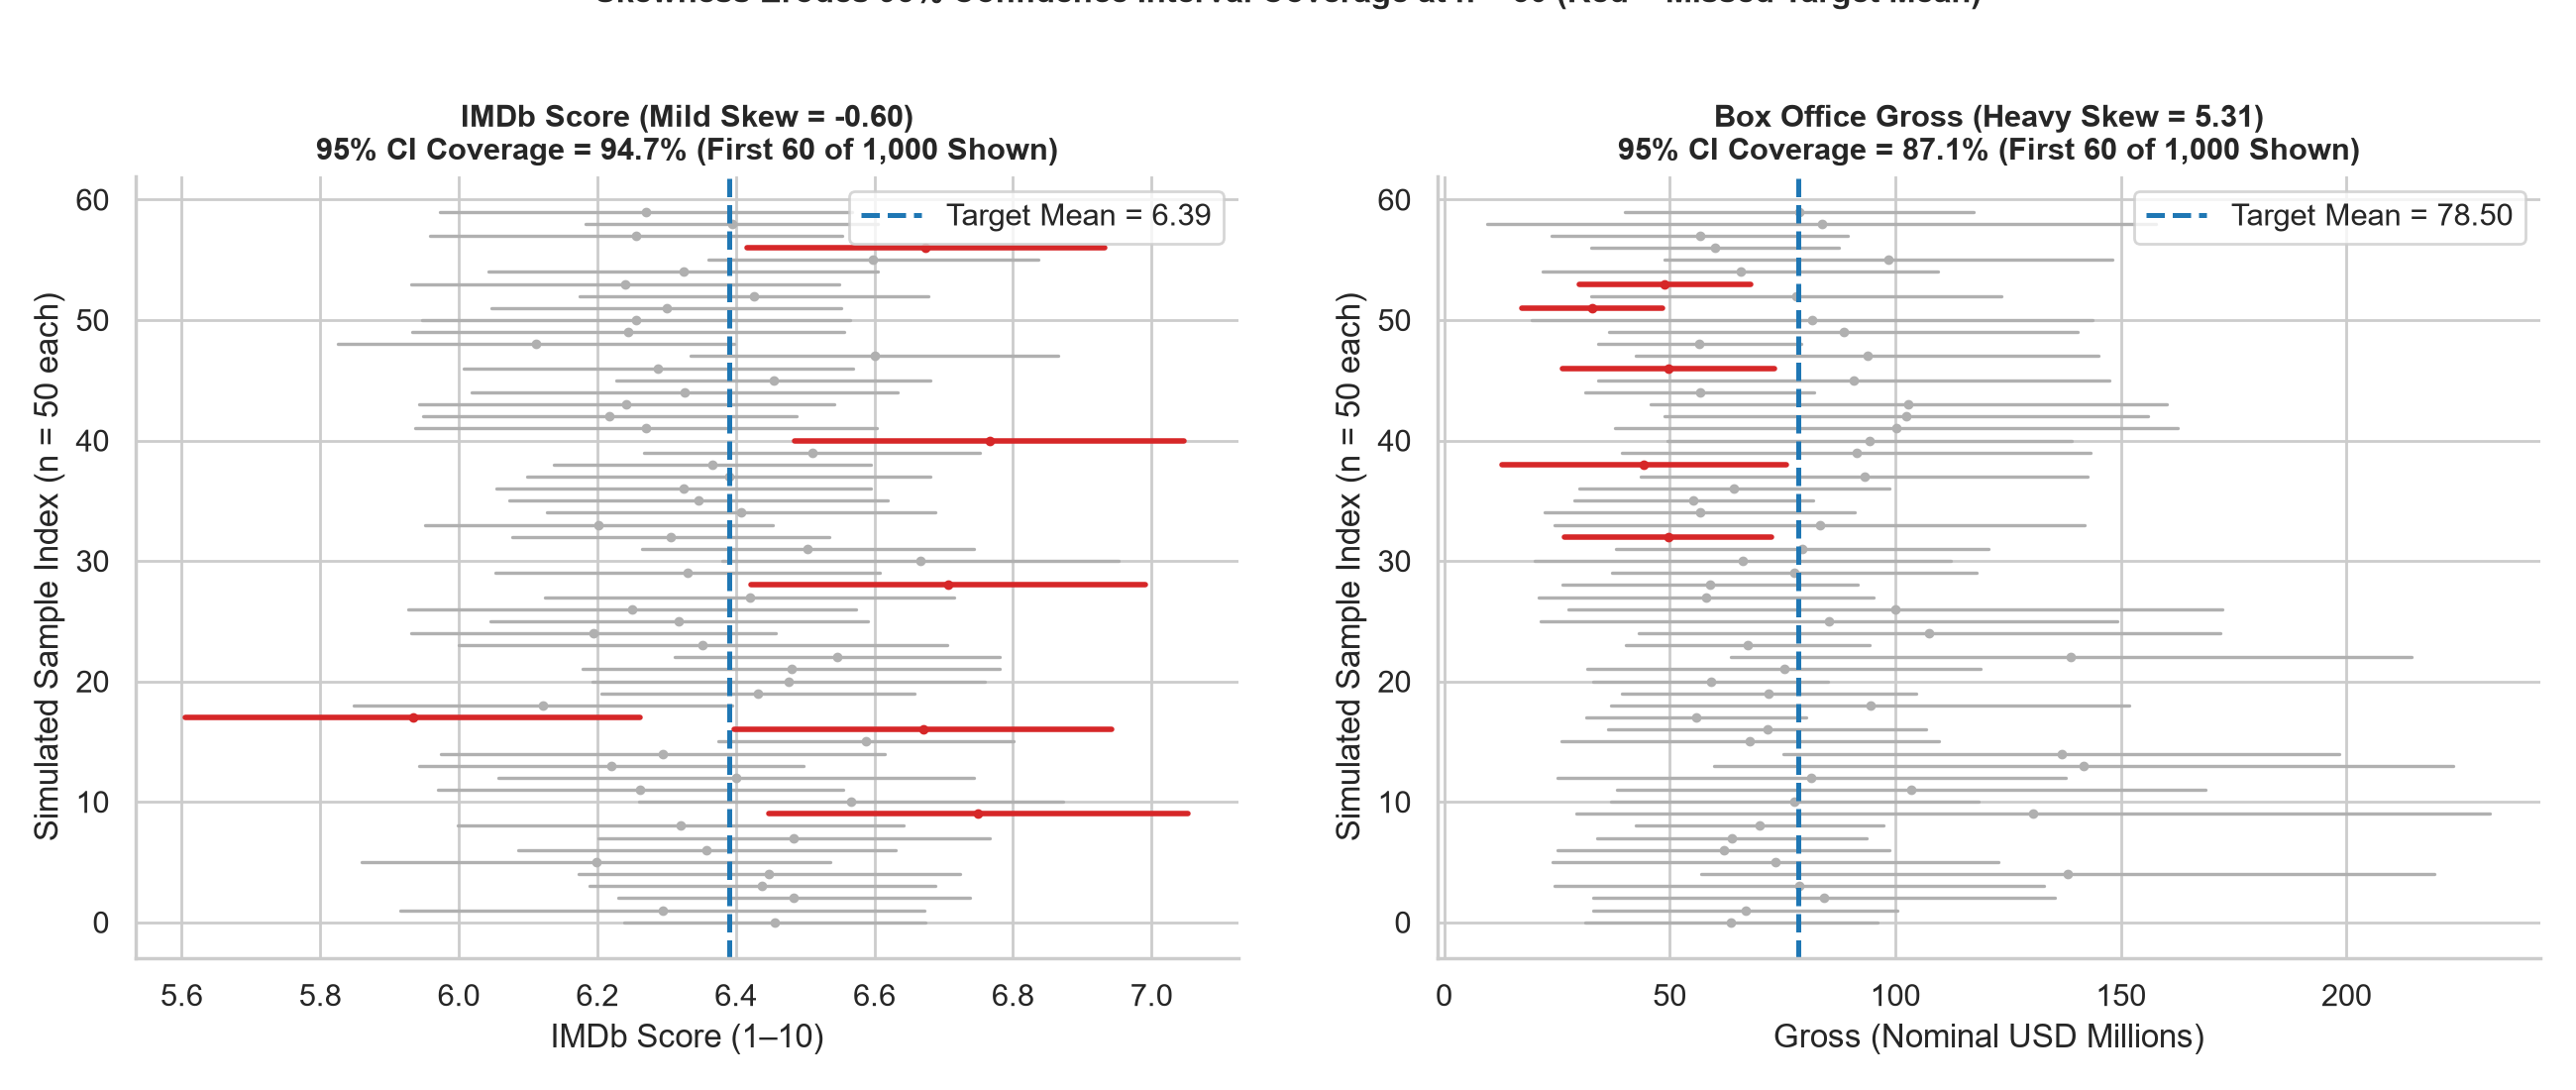 IMDb Score (Mild Skew = -0.60)
95% CI Coverage = 94.7% (First 60 of 1,000 Shown)
Target Mean = 6.39
Simulated Sample Index (n = 50 each)
60
50
40
30
20
10
0
5.6 5.8 6.0 6.2 6.4 6.6 6.8 7.0
IMDb Score (1–10)
Box Office Gross (Heavy Skew = 5.31)
95% CI Coverage = 87.1% (First 60 of 1,000 Shown)
Target Mean = 78.50
Simulated Sample Index (n = 50 each)
60
50
40
30
20
10
0
0 50 100 150 200
Gross (Nominal USD Millions)